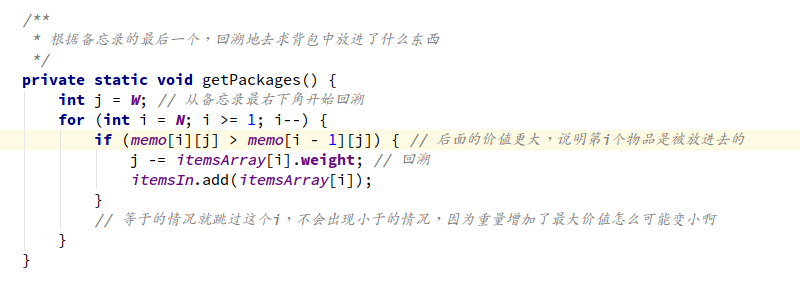 /**
 * 根据备忘录的最后一个，回溯地去求背包中放进了什么东西
 */
private static void getPackages() {
    int j = W; // 从备忘录最右下角开始回溯
    for (int i = N; i >= 1; i--) {
        if (memo[i][j] > memo[i - 1][j]) { // 后面的价值更大，说明第i个物品是被放进去的
            j -= itemsArray[i].weight; // 回溯
            itemsIn.add(itemsArray[i]);
        }
        // 等于的情况就跳过这个i，不会出现小于的情况，因为重量增加了最大价值怎么可能变小啊
    }
}